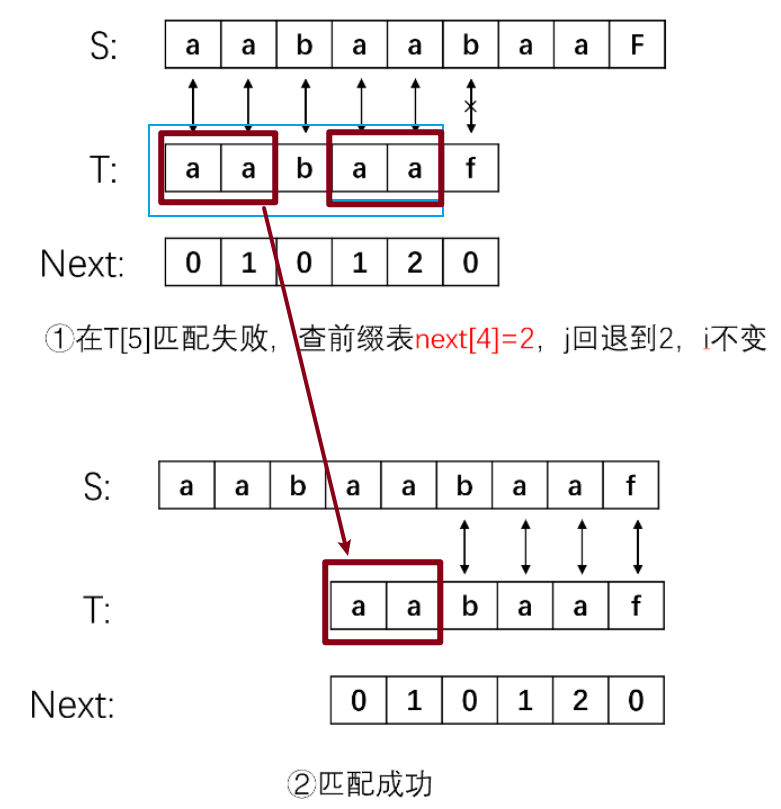 S: a a b a a b a a F
T: a a b a a f
Next: 0 1 0 1 2 0
①在T[5]匹配失败, 查前缀表next[4]=2, j回退到2, i不变
S: a a b a a b a a f
T: a a b a a f
Next: 0 1 0 1 2 0
②匹配成功